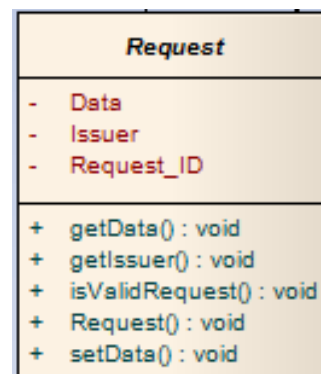 Request
- Data
- Issuer
- Request_ID
+ getData() : void
+ getIssuer() : void
+ isValidRequest() : void
+ Request() : void
+ setData() : void